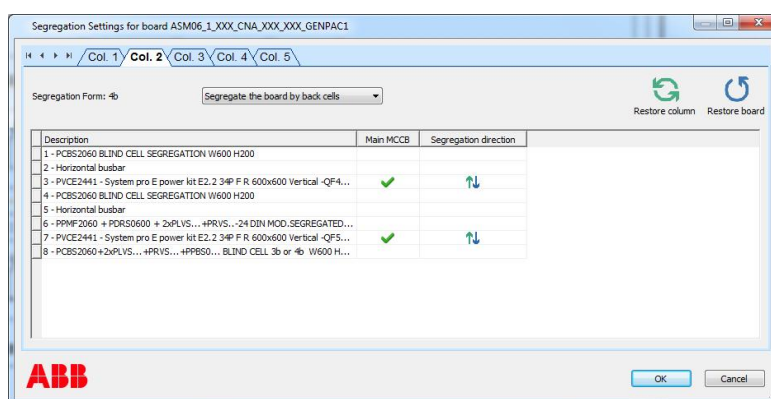 Segregation Settings for board ASM06_1_XXX_CNA_XXX_XXX_GENPAC1
Col. 1 Col. 2 Col. 3 Col. 4 Col. 5
Segregation Form: 4b Segregate the board by back cells
Restore column Restore board
Description Main MCCB Segregation direction
1 - PCBS2060 BLIND CELL SEGREGATION W600 H200
2 - Horizontal busbar
3 - PVCE2441 - System pro E power kit E2.2 34P F R 600x600 Vertical -QF4...
4 - PCBS2060 BLIND CELL SEGREGATION W600 H200
5 - Horizontal busbar
6 - PPMF2060 + PDRS0600 + 2xPLVS...+PRVS..-24 DIN MOD.SEGREGATED...
7 - PVCE2441 - System pro E power kit E2.2 34P F R 600x600 Vertical -QF5...
8 - PCBS2060+2xPLVS...+PRVS...+PPBS0... BLIND CELL 3b or 4b W600 H...
ABB
OK Cancel